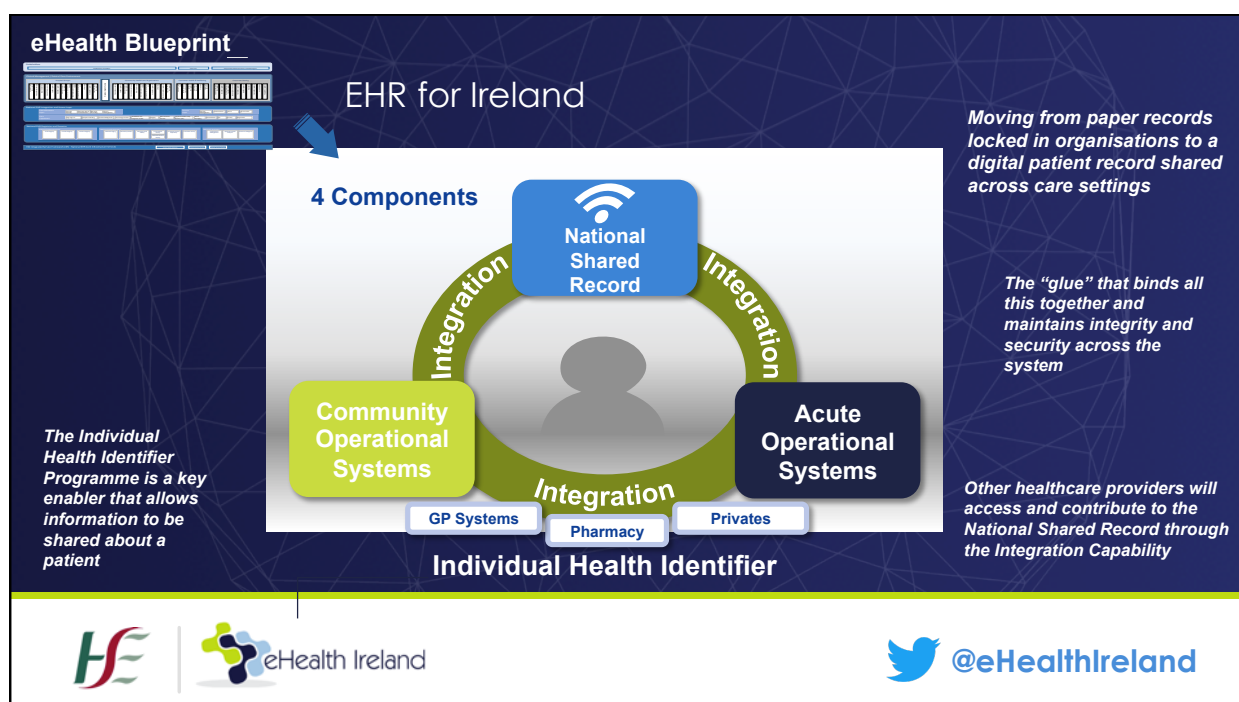 eHealth Blueprint
EHR for Ireland
4 Components
National
Shared
Record
Integration
Integration
Integration
Community
Operational
Systems
Acute
Operational
Systems
GP Systems
Pharmacy
Privates
Individual Health Identifier
Moving from paper records
locked in organisations to a
digital patient record shared
across care settings
The “glue” that binds all
this together and
maintains integrity and
security across the
system
The Individual
Health Identifier
Programme is a key
enabler that allows
information to be
shared about a
patient
Other healthcare providers will
access and contribute to the
National Shared Record through
the Integration Capability
HE
eHealth Ireland
@eHealthIreland